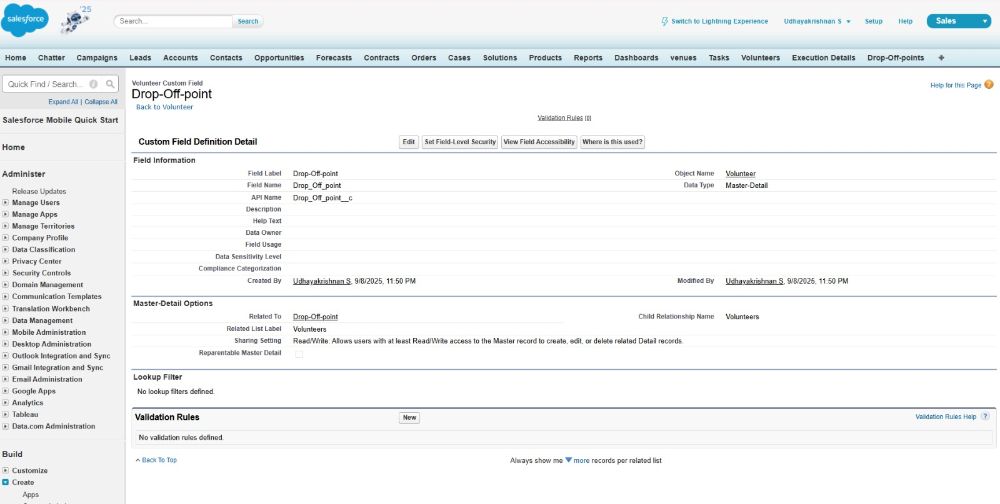 salesforce
'25
Search...
Search
Switch to Lightning Experience
Udhayakrishnan S
Setup
Help
Sales
Home Chatter Campaigns Leads Accounts Contacts Opportunities Forecasts Contracts Orders Cases Solutions Products Reports Dashboards venues Tasks Volunteers Execution Details Drop-Off-points +
Quick Find / Search...
Expand All | Collapse All
Salesforce Mobile Quick Start
Home
Administer
Release Updates
Manage Users
Manage Apps
Manage Territories
Company Profile
Data Classification
Privacy Center
Security Controls
Domain Management
Communication Templates
Translation Workbench
Data Management
Mobile Administration
Desktop Administration
Outlook Integration and Sync
Gmail Integration and Sync
Email Administration
Google Apps
Analytics
Tableau
Data.com Administration
Build
Customize
Create
Apps
Volunteer Custom Field
Drop-Off-point
Back to Volunteer
Help for this Page ?
Validation Rules [0]
Custom Field Definition Detail
Edit Set Field-Level Security View Field Accessibility Where is this used?
Field Information
Field Label Drop-Off-point Object Name Volunteer
Field Name Drop_Off_point Data Type Master-Detail
API Name Drop_Off_point__c
Description
Help Text
Data Owner
Field Usage
Data Sensitivity Level
Compliance Categorization
Created By Udhayakrishnan S, 9/8/2025, 11:50 PM Modified By Udhayakrishnan S, 9/8/2025, 11:50 PM
Master-Detail Options
Related To Drop-Off-point Child Relationship Name Volunteers
Related List Label Volunteers
Sharing Setting Read/Write: Allows users with at least Read/Write access to the Master record to create, edit, or delete related Detail records.
Reparentable Master Detail
Lookup Filter
No lookup filters defined.
Validation Rules New Validation Rules Help ?
No validation rules defined.
Back To Top
Always show me more records per related list